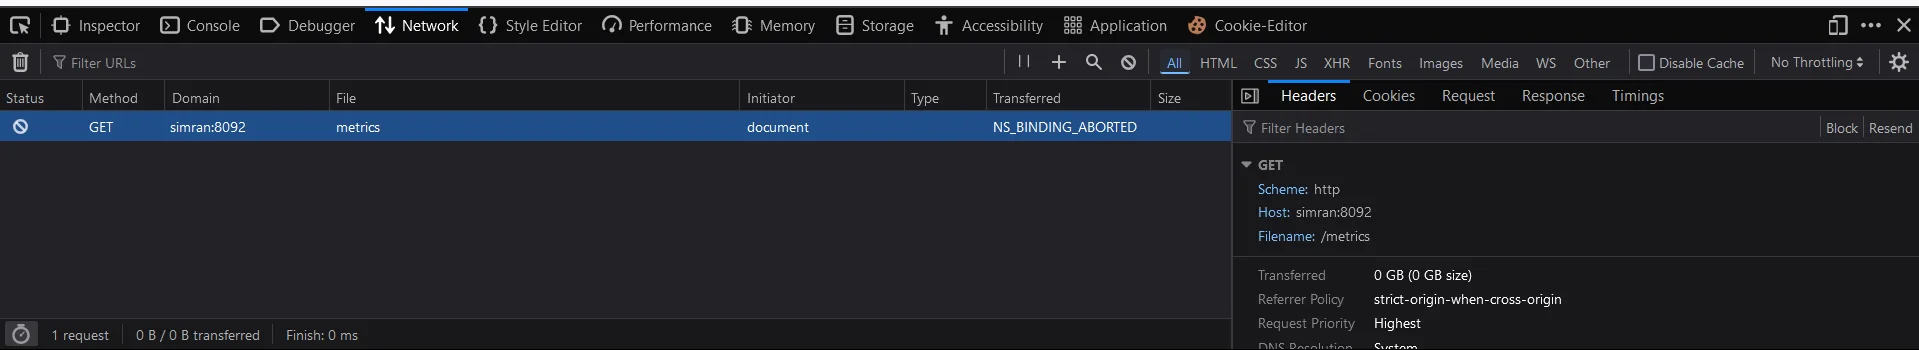 Inspector Console Debugger Network Style Editor Performance Memory Storage Accessibility Application Cookie-Editor
Filter URLs All HTML CSS JS XHR Fonts Images Media WS Other Disable Cache No Throttling
Status Method Domain File Initiator Type Transferred Size
GET simran:8092 metrics document NS_BINDING_ABORTED
1 request 0 B / 0 B transferred Finish: 0 ms
Headers Cookies Request Response Timings
Filter Headers Block Resend
GET
Scheme: http
Host: simran:8092
Filename: /metrics
Transferred 0 GB (0 GB size)
Referrer Policy strict-origin-when-cross-origin
Request Priority Highest
DNS Resolution System